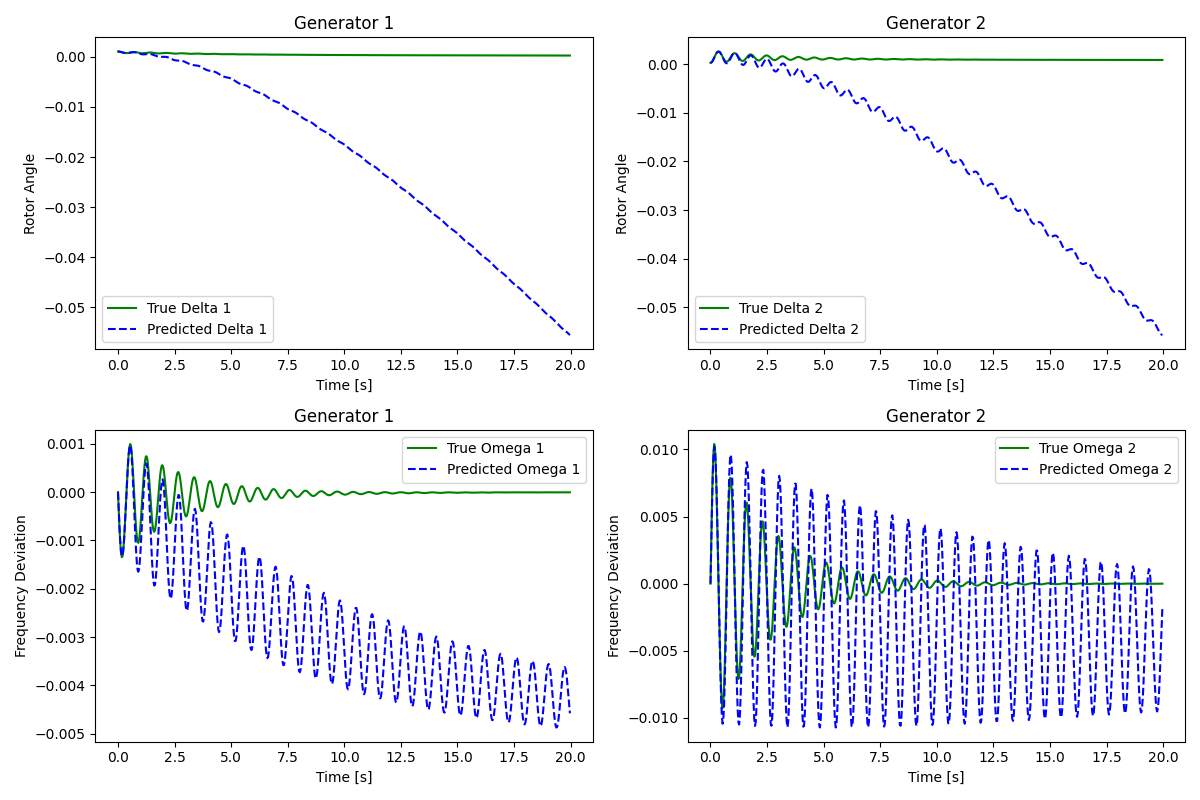 Generator 1
Rotor Angle
0.00
−0.01
−0.02
−0.03
−0.04
−0.05
True Delta 1
Predicted Delta 1
0.0 2.5 5.0 7.5 10.0 12.5 15.0 17.5 20.0
Time [s]
Generator 2
Rotor Angle
0.00
−0.01
−0.02
−0.03
−0.04
−0.05
True Delta 2
Predicted Delta 2
0.0 2.5 5.0 7.5 10.0 12.5 15.0 17.5 20.0
Time [s]
Generator 1
Frequency Deviation
0.001
0.000
−0.001
−0.002
−0.003
−0.004
−0.005
True Omega 1
Predicted Omega 1
0.0 2.5 5.0 7.5 10.0 12.5 15.0 17.5 20.0
Time [s]
Generator 2
Frequency Deviation
0.010
0.005
0.000
−0.005
−0.010
True Omega 2
Predicted Omega 2
0.0 2.5 5.0 7.5 10.0 12.5 15.0 17.5 20.0
Time [s]